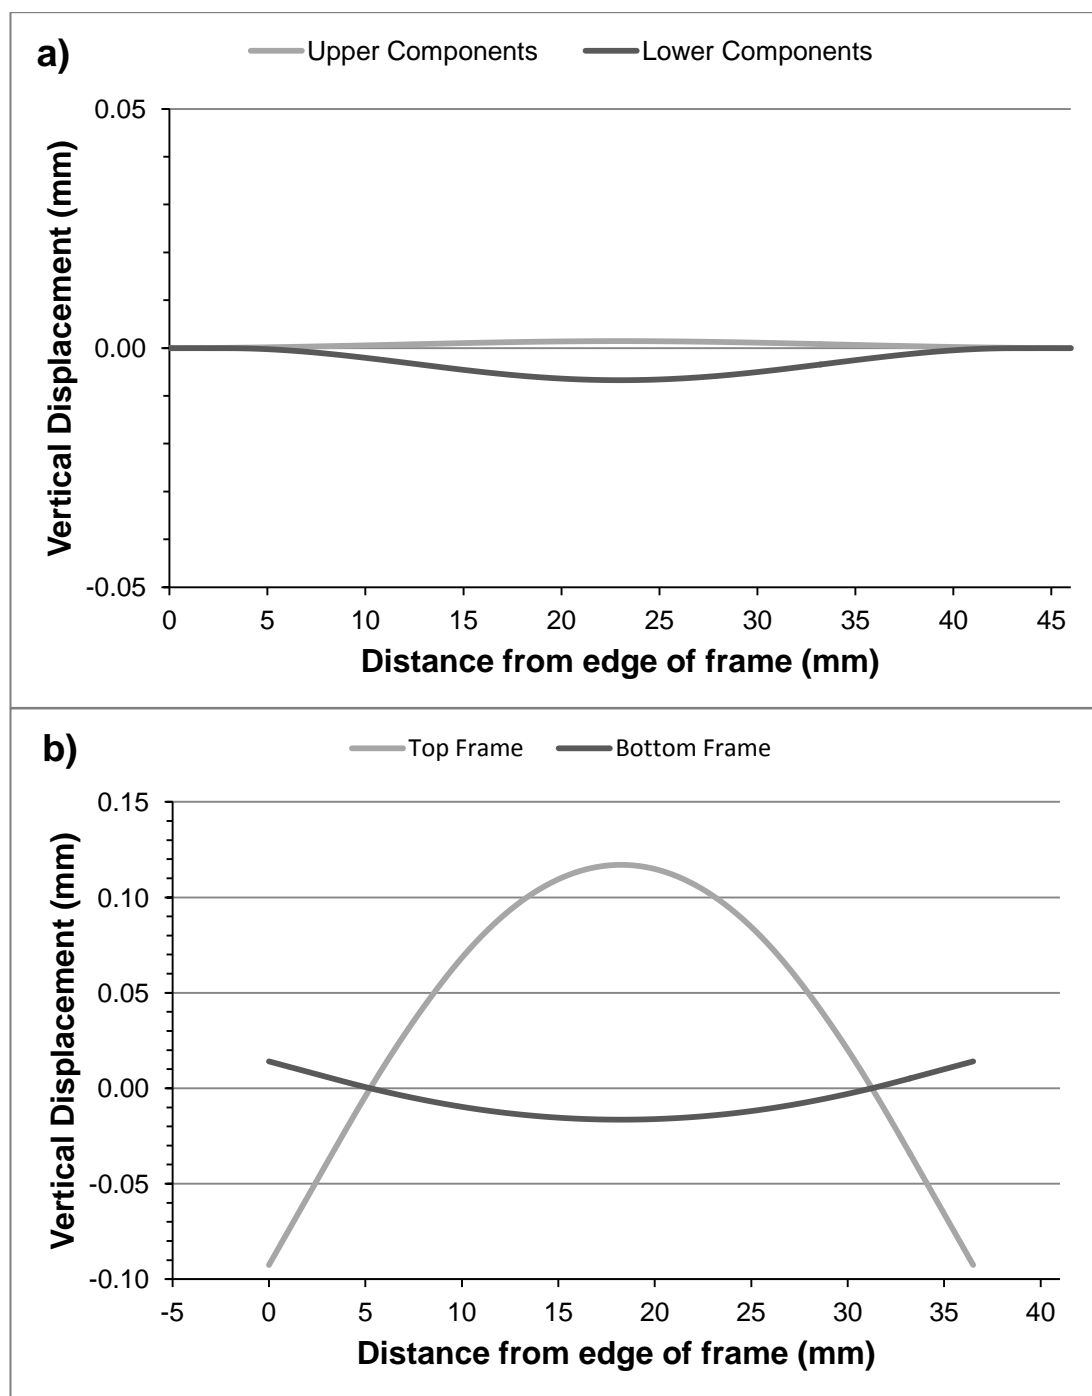 a)
Upper Components Lower Components
0.05
0.00
-0.05
Vertical Displacement (mm)
0 5 10 15 20 25 30 35 40 45
Distance from edge of frame (mm)
b)
Top Frame Bottom Frame
0.15
0.10
0.05
0.00
-0.05
-0.10
Vertical Displacement (mm)
-5 0 5 10 15 20 25 30 35 40
Distance from edge of frame (mm)